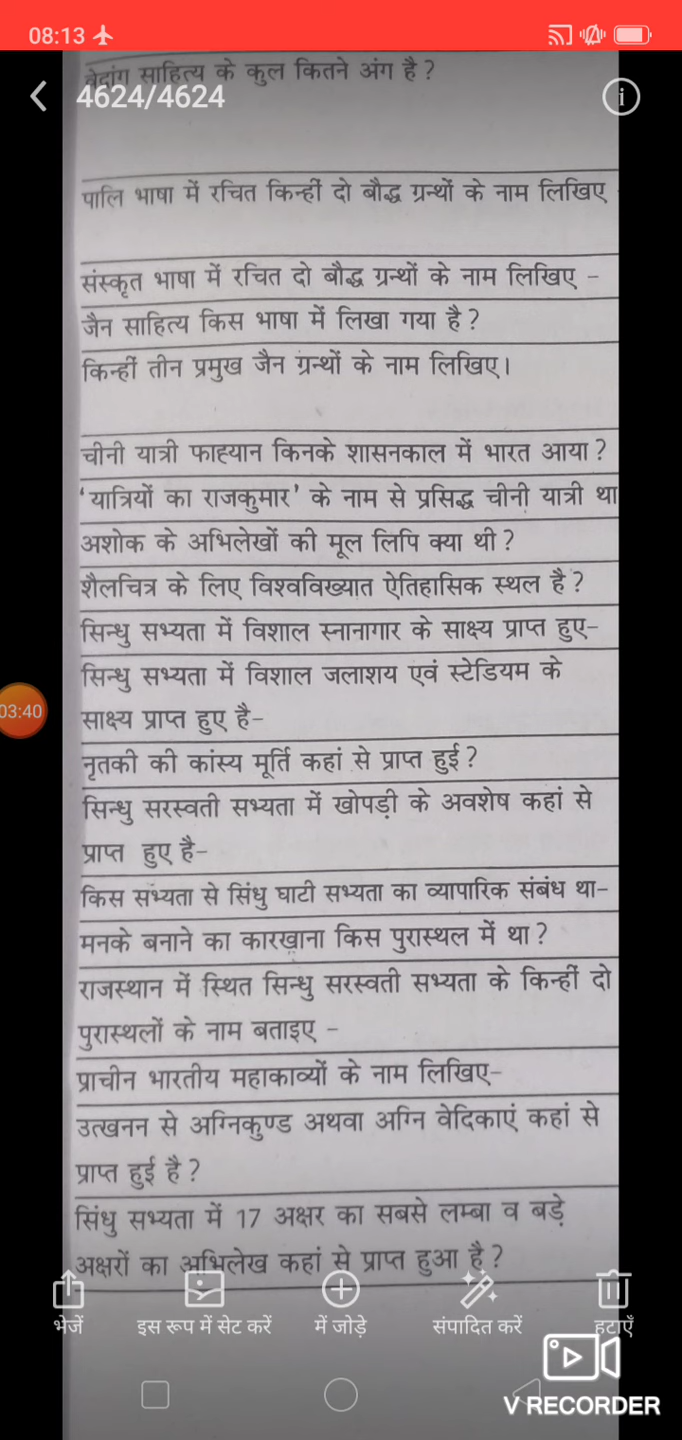 08:13
वेदांग साहित्य के कुल कितने अंग है ?
4624/4624
पालि भाषा में रचित किन्हीं दो बौद्ध ग्रन्थों के नाम लिखिए
संस्कृत भाषा में रचित दो बौद्ध ग्रन्थों के नाम लिखिए –
जैन साहित्य किस भाषा में लिखा गया है ?
किन्हीं तीन प्रमुख जैन ग्रन्थों के नाम लिखिए।
चीनी यात्री फाह्यान किनके शासनकाल में भारत आया ?
'यात्रियों का राजकुमार' के नाम से प्रसिद्ध चीनी यात्री था
अशोक के अभिलेखों की मूल लिपि क्या थी ?
शैलचित्र के लिए विश्वविख्यात ऐतिहासिक स्थल है ?
सिन्धु सभ्यता में विशाल स्नानागार के साक्ष्य प्राप्त हुए–
सिन्धु सभ्यता में विशाल जलाशय एवं स्टेडियम के
03:40
साक्ष्य प्राप्त हुए है–
नृतकी की कांस्य मूर्ति कहां से प्राप्त हुई ?
सिन्धु सरस्वती सभ्यता में खोपड़ी के अवशेष कहां से
प्राप्त हुए है–
किस सभ्यता से सिंधु घाटी सभ्यता का व्यापारिक संबंध था–
मनके बनाने का कारखाना किस पुरास्थल में था ?
राजस्थान में स्थित सिन्धु सरस्वती सभ्यता के किन्हीं दो
पुरास्थलों के नाम बताइए –
प्राचीन भारतीय महाकाव्यों के नाम लिखिए–
उत्खनन से अग्निकुण्ड अथवा अग्नि वेदिकाएं कहां से
प्राप्त हुई है ?
सिंधु सभ्यता में 17 अक्षर का सबसे लम्बा व बड़े
अक्षरों का अभिलेख कहां से प्राप्त हुआ है ?
भेजें इस रूप में सेट करें में जोड़े संपादित करें हटाएँ
V RECORDER